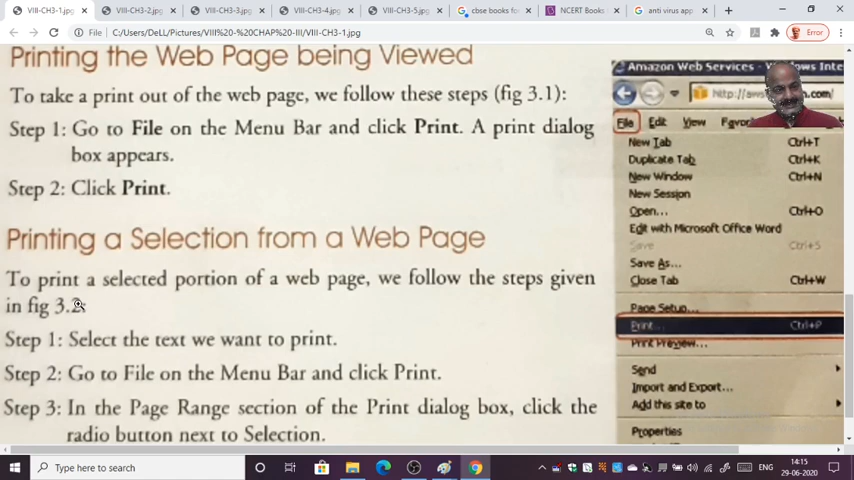 VIII-CH3-1.jpg
VIII-CH3-2.jpg
VIII-CH3-3.jpg
VIII-CH3-4.jpg
VIII-CH3-5.jpg
cbse books for
NCERT Books
anti virus app
File
C:/Users/DeLL/Pictures/VIII%20-%20CHAP%20-III/VIII-CH3-1.jpg
Error
Printing the Web Page being Viewed
To take a print out of the web page, we follow these steps (fig 3.1):
Step 1: Go to File on the Menu Bar and click Print. A print dialog
box appears.
Step 2: Click Print.
Printing a Selection from a Web Page
To print a selected portion of a web page, we follow the steps given
in fig 3.2:
Step 1: Select the text we want to print.
Step 2: Go to File on the Menu Bar and click Print.
Step 3: In the Page Range section of the Print dialog box, click the
radio button next to Selection.
Amazon Web Services - Windows Inte
http://aws
.com/
File Edit View Favo
New Tab Ctrl+T
Duplicate Tab Ctrl+K
New Window Ctrl+N
New Session
Open... Ctrl+O
Edit with Microsoft Office Word
Save Ctrl+S
Save As...
Close Tab Ctrl+W
Page Setup...
Print... Ctrl+P
Print Preview...
Send
Import and Export...
Add this site to
Properties
Type here to search
ENG
14:15
29-06-2020